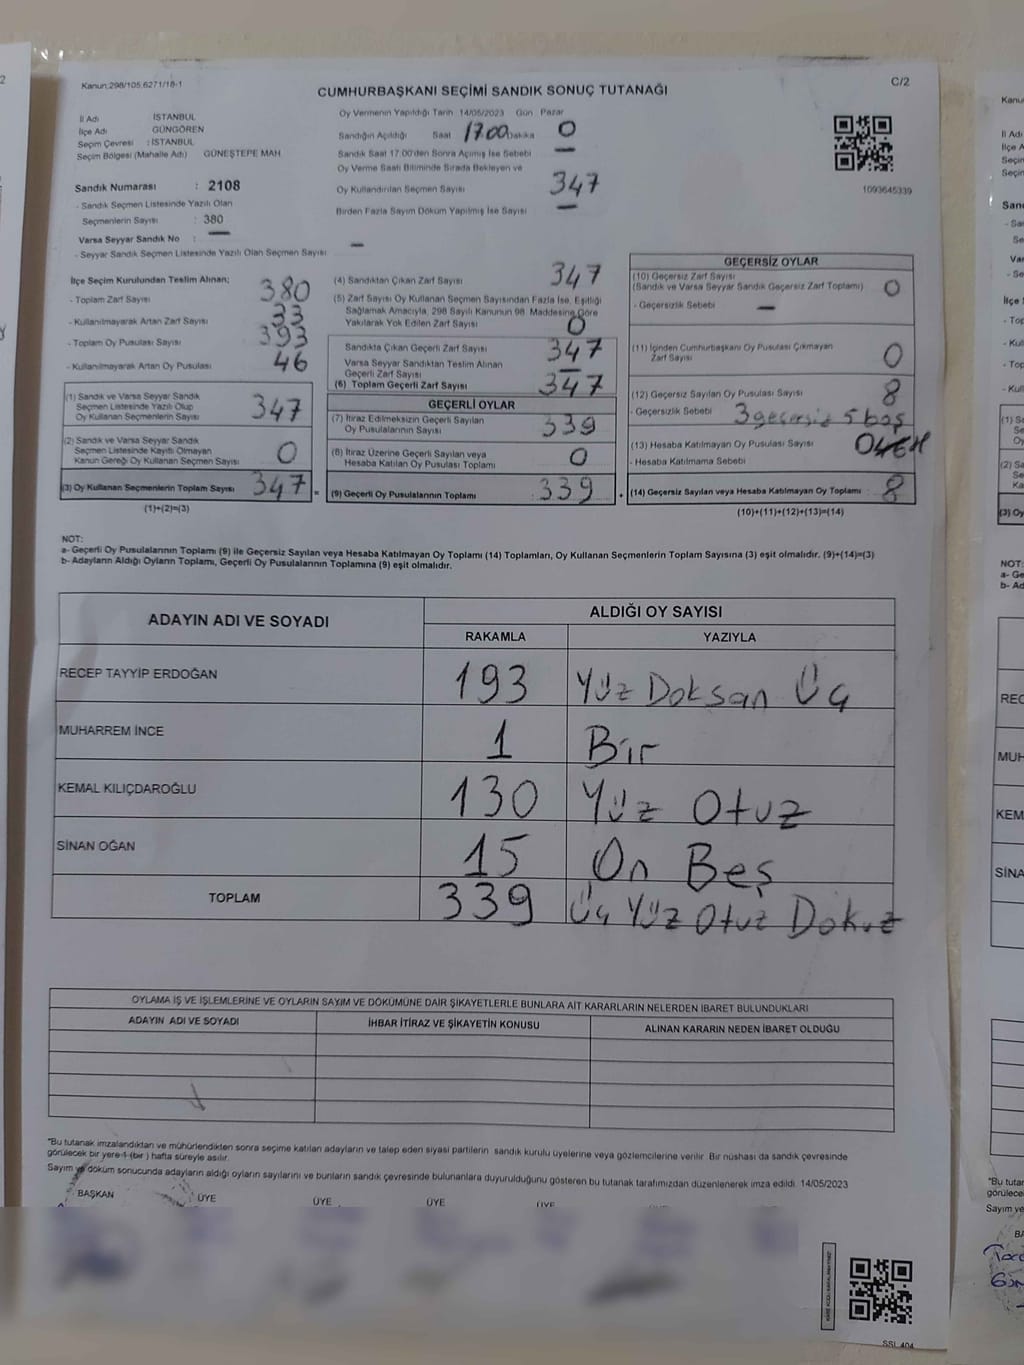 Kanun:298/105,6271/18-1
C/2
CUMHURBAŞKANI SEÇİMİ SANDIK SONUÇ TUTANAĞI
İl Adı İSTANBUL
İlçe Adı GÜNGÖREN
Seçim Çevresi : İSTANBUL
Seçim Bölgesi (Mahalle Adı) GÜNEŞTEPE MAH
Oy Vermenin Yapıldığı Tarih 14/05/2023 Gün Pazar
Sandığın Açıldığı Saat 17.00 Dakika 0
Sandık Saat 17:00'den Sonra Açımış İse Sebebi —
Oy Verme Saati Bitiminde Sırada Bekleyen ve
Oy Kullandırılan Seçmen Sayısı 347
Birden Fazla Sayım Döküm Yapılmış İse Sayısı —
1093645339
Sandık Numarası : 2108
- Sandık Seçmen Listesinde Yazılı Olan
Seçmenlerin Sayısı : 380
Varsa Seyyar Sandık No : —
- Seyyar Sandık Seçmen Listesinde Yazılı Olan Seçmen Sayısı —
İlçe Seçim Kurulundan Teslim Alınan;
- Toplam Zarf Sayısı 380
- Kullanılmayarak Artan Zarf Sayısı 33
- Toplam Oy Pusulası Sayısı 393
- Kullanılmayarak Artan Oy Pusulası 46
(1) Sandık ve Varsa Seyyar Sandık
Seçmen Listesinde Yazılı Olup
Oy Kullanan Seçmenlerin Sayısı 347
(2) Sandık ve Varsa Seyyar Sandık
Seçmen Listesinde Kayıtlı Olmayan
Kanun Gereği Oy Kullanan Seçmen Sayısı 0
(3) Oy Kullanan Seçmenlerin Toplam Sayısı 347 =
(1)+(2)=(3)
(4) Sandıktan Çıkan Zarf Sayısı 347
(5) Zarf Sayısı Oy Kullanan Seçmen Sayısından Fazla İse, Eşitliği
Sağlamak Amacıyla, 298 Sayılı Kanunun 98. Maddesine Göre
Yakılarak Yok Edilen Zarf Sayısı 0
Sandıkta Çıkan Geçerli Zarf Sayısı 347
Varsa Seyyar Sandıktan Teslim Alınan
Geçerli Zarf Sayısı —
(6) Toplam Geçerli Zarf Sayısı 347
GEÇERLİ OYLAR
(7) İtiraz Edilmeksizin Geçerli Sayılan
Oy Pusulalarının Sayısı 339
(8) İtiraz Üzerine Geçerli Sayılan veya
Hesaba Katılan Oy Pusulası Toplamı 0
(9) Geçerli Oy Pusulalarının Toplamı : 339 +
GEÇERSİZ OYLAR
(10) Geçersiz Zarf Sayısı
(Sandık ve Varsa Seyyar Sandık Geçersiz Zarf Toplamı) 0
- Geçersizlik Sebebi —
(11) İçinden Cumhurbaşkanı Oy Pusulası Çıkmayan
Zarf Sayısı 0
(12) Geçersiz Sayılan Oy Pusulası Sayısı 8
- Geçersizlik Sebebi 3 geçersiz 5 boş
(13) Hesaba Katılmayan Oy Pusulası Sayısı 0
- Hesaba Katılmama Sebebi
(14) Geçersiz Sayılan veya Hesaba Katılmayan Oy Toplamı : 8
(10)+(11)+(12)+(13)=(14)
NOT:
a- Geçerli Oy Pusulalarının Toplamı (9) ile Geçersiz Sayılan veya Hesaba Katılmayan Oy Toplamı (14) Toplamları, Oy Kullanan Seçmenlerin Toplam Sayısına (3) eşit olmalıdır. (9)+(14)=(3)
b- Adayların Aldığı Oyların Toplamı, Geçerli Oy Pusulalarının Toplamına (9) eşit olmalıdır.
ADAYIN ADI VE SOYADI
ALDIĞI OY SAYISI
RAKAMLA YAZIYLA
RECEP TAYYİP ERDOĞAN 193 Yüz Doksan Üç
MUHARREM İNCE 1 Bir
KEMAL KILIÇDAROĞLU 130 Yüz Otuz
SİNAN OĞAN 15 On Beş
TOPLAM 339 Üç Yüz Otuz Dokuz
OYLAMA İŞ VE İŞLEMLERİNE VE OYLARIN SAYIM VE DÖKÜMÜNE DAİR ŞİKAYETLERLE BUNLARA AİT KARARLARIN NELERDEN İBARET BULUNDUKLARI
ADAYIN ADI VE SOYADI İHBAR İTİRAZ VE ŞİKAYETİN KONUSU ALINAN KARARIN NEDEN İBARET OLDUĞU
"Bu tutanak imzalandıktan ve mühürlendikten sonra seçime katılan adayların ve talep eden siyasi partilerin sandık kurulu üyelerine veya gözlemcilerine verilir. Bir nüshası da sandık çevresinde
görülecek bir yere 1 (bir ) hafta süreyle asılır.
Sayım ve döküm sonucunda adayların aldığı oyların sayılarını ve bunların sandık çevresinde bulunanlara duyurulduğunu gösteren bu tutanak tarafımızdan düzenlenerek imza edildi. 14/05/2023
BAŞKAN ÜYE ÜYE ÜYE ÜYE
SSL 404